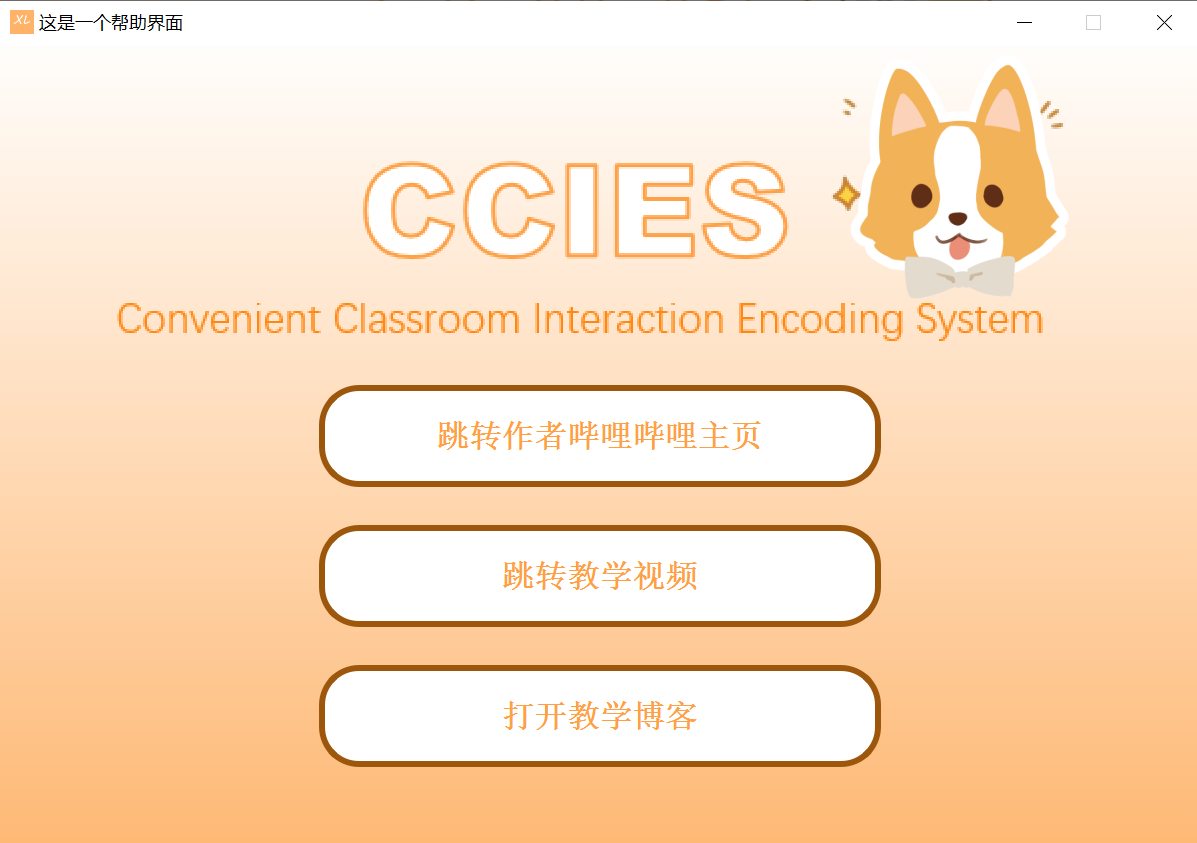 XL 这是一个帮助界面
CCIES
Convenient Classroom Interaction Encoding System
跳转作者哔哩哔哩主页
跳转教学视频
打开教学博客